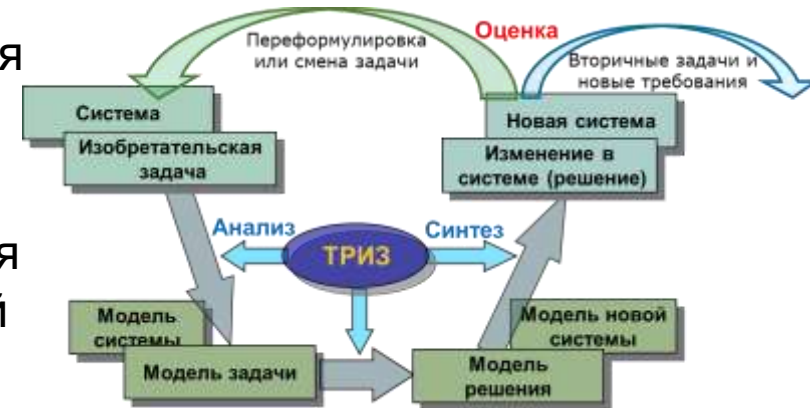 Оценка
Переформулировка
или смена задачи
Вторичные задачи и
новые требования
я
Система
Изобретательская
задача
Новая система
Изменение в
системе (решение)
Анализ
ТРИЗ
Синтез
я
й
Модель
системы
Модель задачи
Модель новой
системы
Модель
решения